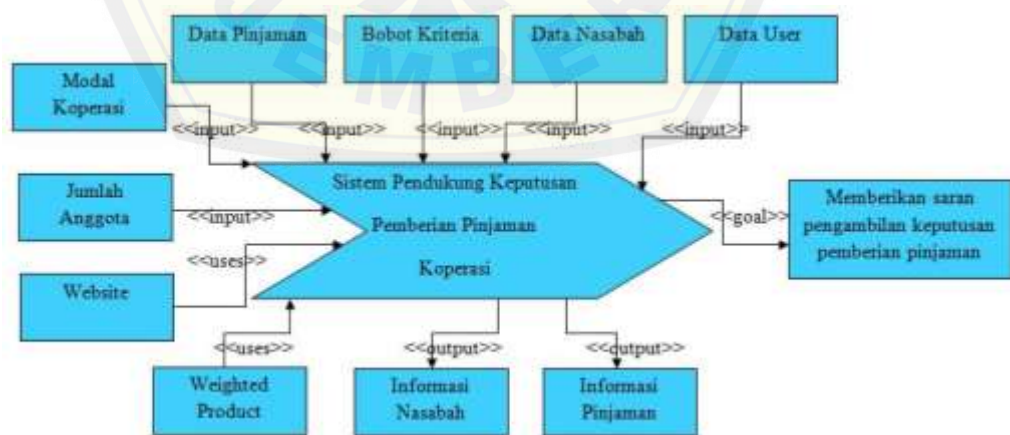 Data Pinjaman
Bobot Kriteria
Data Nasabah
Data User
Modal
Koperasi
<<input>>
<<input>>
<<input>>
<<input>>
<<input>>
Sistem Pendukung Keputusan
Pemberian Pinjaman
Koperasi
Jumlah
Anggota
<<input>>
<<goal>>
Memberikan saran
pengambilan keputusan
pemberian pinjaman
<<uses>>
Website
<<uses>>
<<output>>
<<output>>
Weighted
Product
Informasi
Nasabah
Informasi
Pinjaman
EMBE